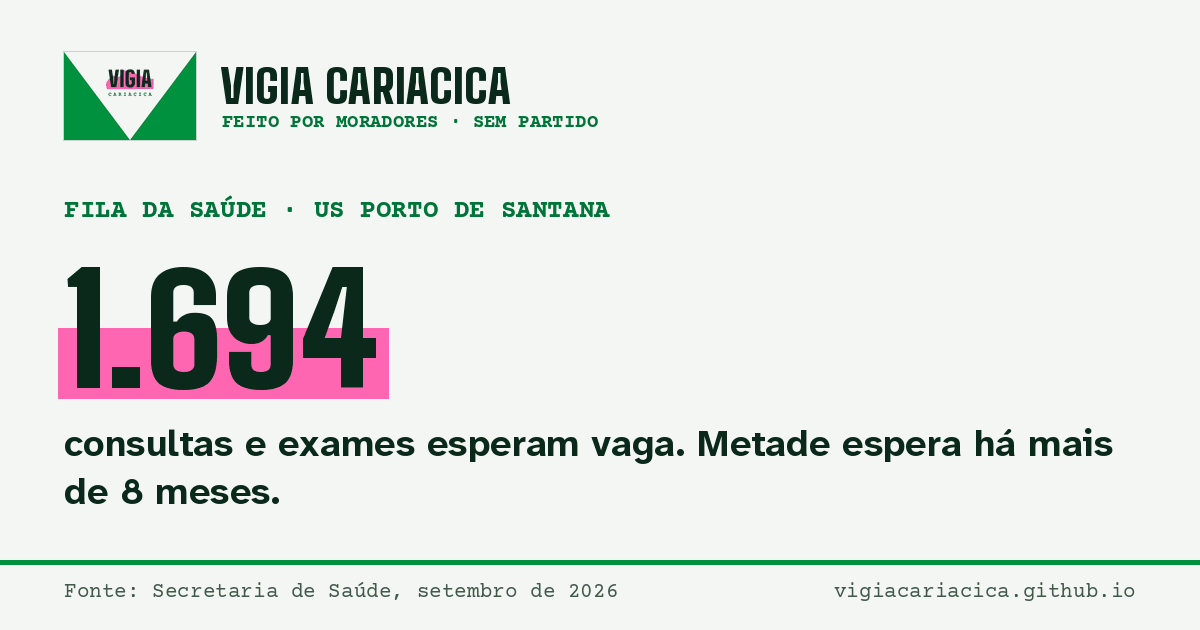 VIGIA
CARIACICA
VIGIA CARIACICA
FEITO POR MORADORES · SEM PARTIDO
FILA DA SAÚDE · US PORTO DE SANTANA
1.694
consultas e exames esperam vaga. Metade espera há mais
de 8 meses.
Fonte: Secretaria de Saúde, setembro de 2026
vigiacariacica.github.io